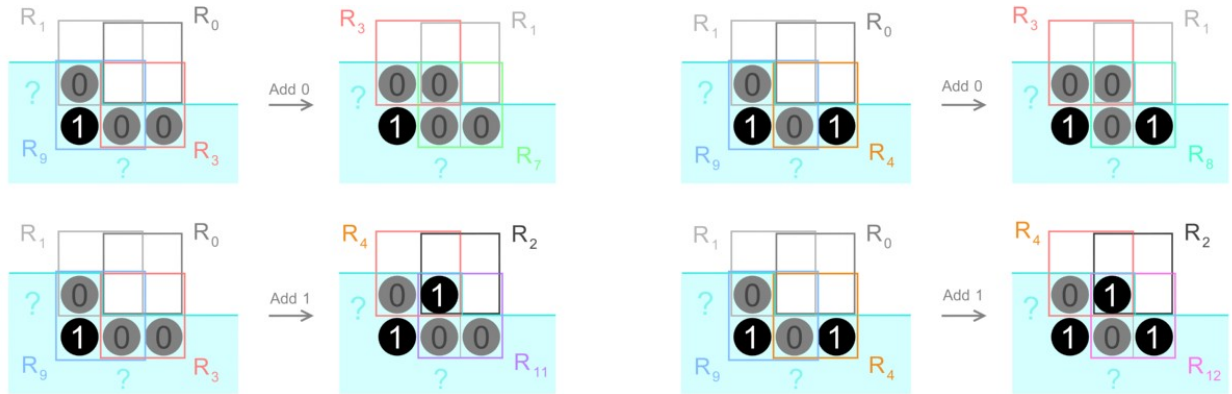 R1 R0 R3 R1 R1 R0 R3 R1
? 0 Add 0 ? 0 0 ? 0 Add 0 ? 0 0
1 0 0 1 0 0 1 0 1 1 0 1
R9 ? R3 ? R7 R9 ? R4 ? R8
R1 R0 R4 R2 R1 R0 R4 R2
? 0 Add 1 ? 0 1 ? 0 Add 1 ? 0 1
1 0 0 1 0 0 1 0 1 1 0 1
R9 ? R3 ? R11 R9 ? R4 ? R12